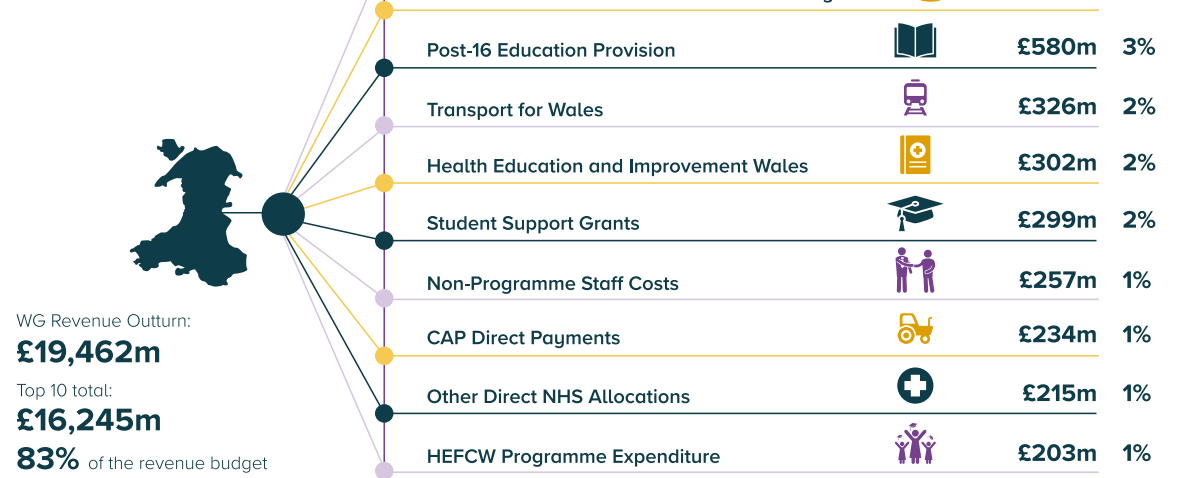 Post-16 Education Provision £580m 3%
Transport for Wales £326m 2%
Health Education and Improvement Wales £302m 2%
Student Support Grants £299m 2%
Non-Programme Staff Costs £257m 1%
CAP Direct Payments £234m 1%
Other Direct NHS Allocations £215m 1%
HEFCW Programme Expenditure £203m 1%
WG Revenue Outturn:
£19,462m
Top 10 total:
£16,245m
83% of the revenue budget